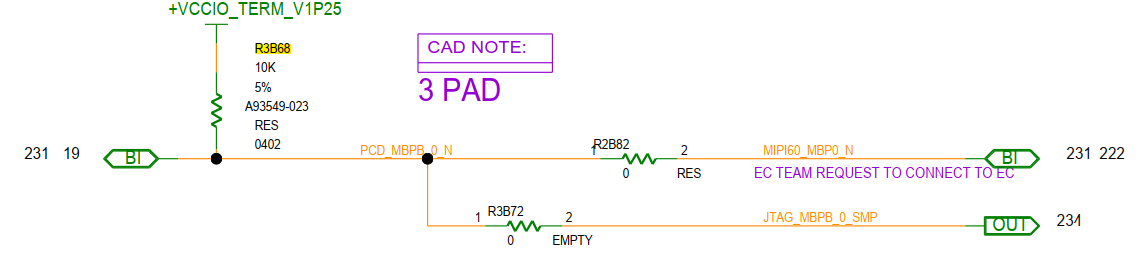 +VCCIO_TERM_V1P25
R3B68
10K
5%
A93549-023
RES
0402
CAD NOTE:
3 PAD
231 19
BI
PCD_MBPB_0_N
1
R2B82
0
2
RES
MIPI60_MBP0_N
BI
231 222
EC TEAM REQUEST TO CONNECT TO EC
1
R3B72
0
2
EMPTY
JTAG_MBPB_0_SMP
OUT
234